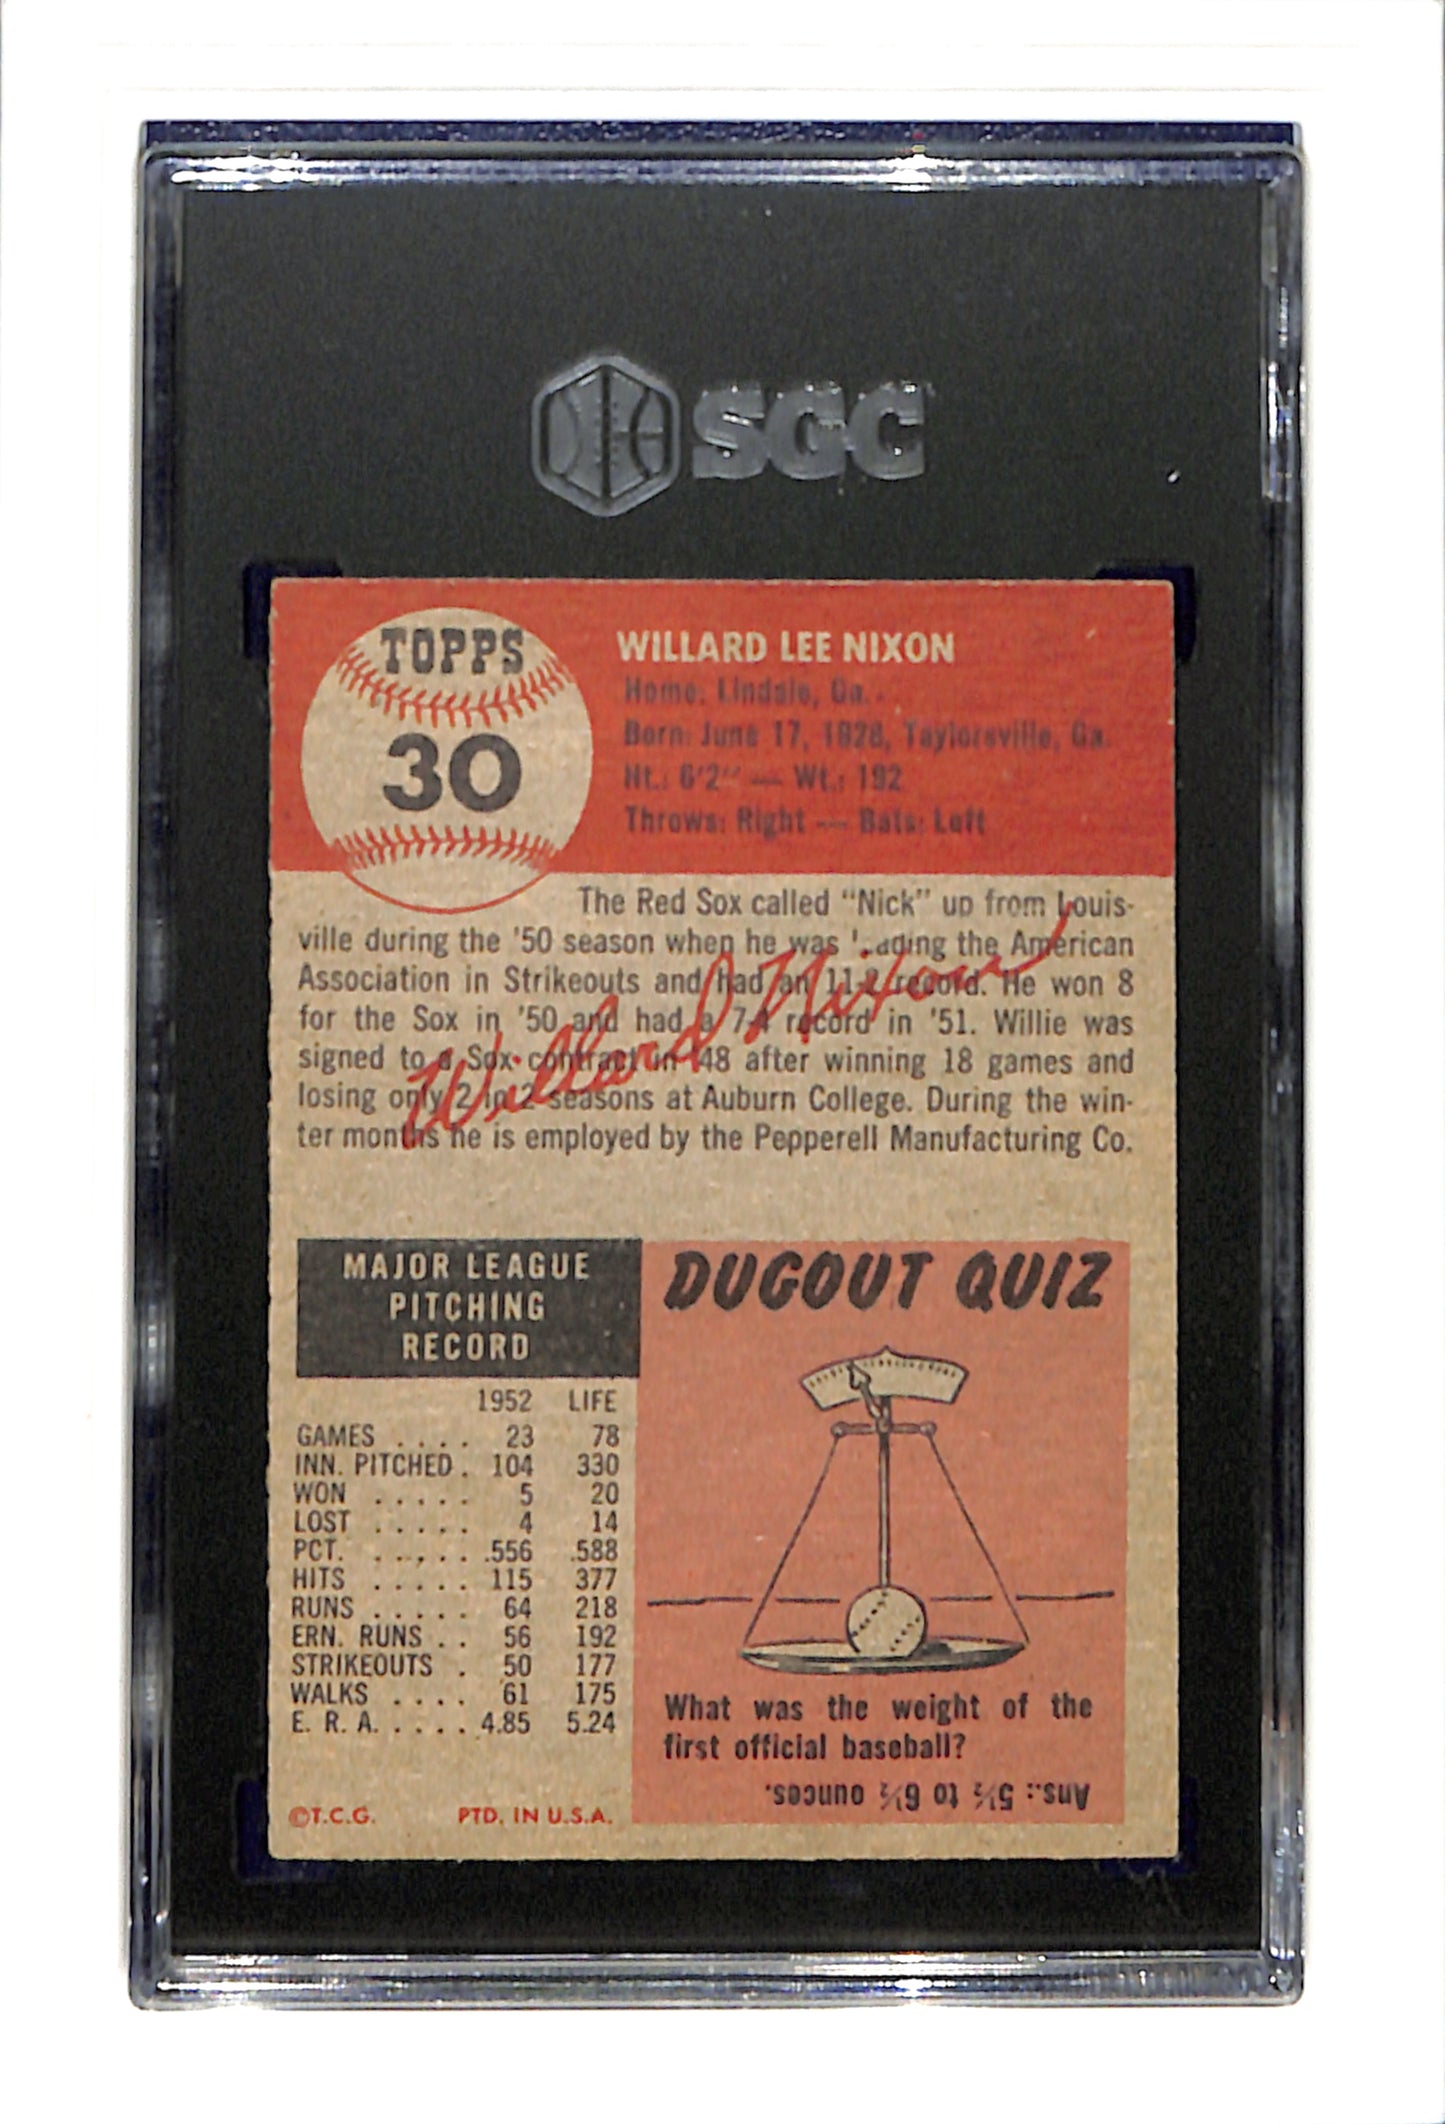 SGC
TOPPS
30
WILLARD LEE NIXON
Home: Lindale, Ga.
Born: June 17, 1928, Taylorsville, Ga.
Ht.: 6'2" — Wt.: 192
Throws: Right — Bats: Left
The Red Sox called "Nick" up from Louis-
ville during the '50 season when he was leading the American
Association in Strikeouts and had an 11-2 record. He won 8
for the Sox in '50 and had a 7-4 record in '51. Willie was
signed to a Sox contract in '48 after winning 18 games and
losing only 2 in 2 seasons at Auburn College. During the win-
ter months he is employed by the Pepperell Manufacturing Co.
Willard Nixon
MAJOR LEAGUE
PITCHING
RECORD
1952 LIFE
GAMES . . . . 23 78
INN. PITCHED . 104 330
WON . . . . . 5 20
LOST . . . . . 4 14
PCT. . . . . . .556 .588
HITS . . . . . 115 377
RUNS . . . . . 64 218
ERN. RUNS . . 56 192
STRIKEOUTS . 50 177
WALKS . . . . 61 175
E. R. A. . . . . 4.85 5.24
©T.C.G. PTD. IN U.S.A.
DUGOUT QUIZ
What was the weight of the
first official baseball?
Ans.: 5½ to 6½ ounces.